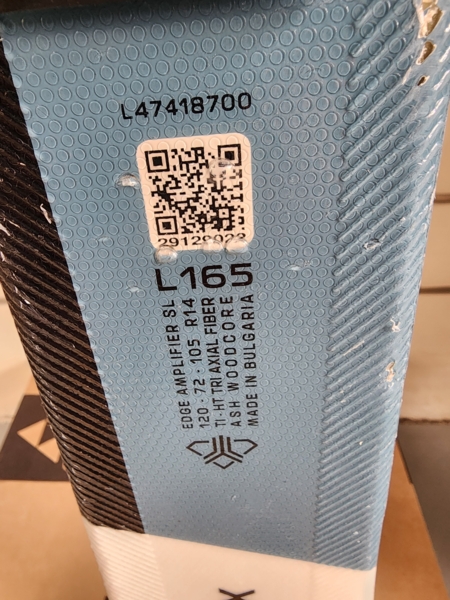 L47418700
L165
EDGE AMPLIFIER SL
120 · 72 · 105 R14
TI-HT TRI AXIAL FIBER
ASH WOODCORE
MADE IN BULGARIA
X